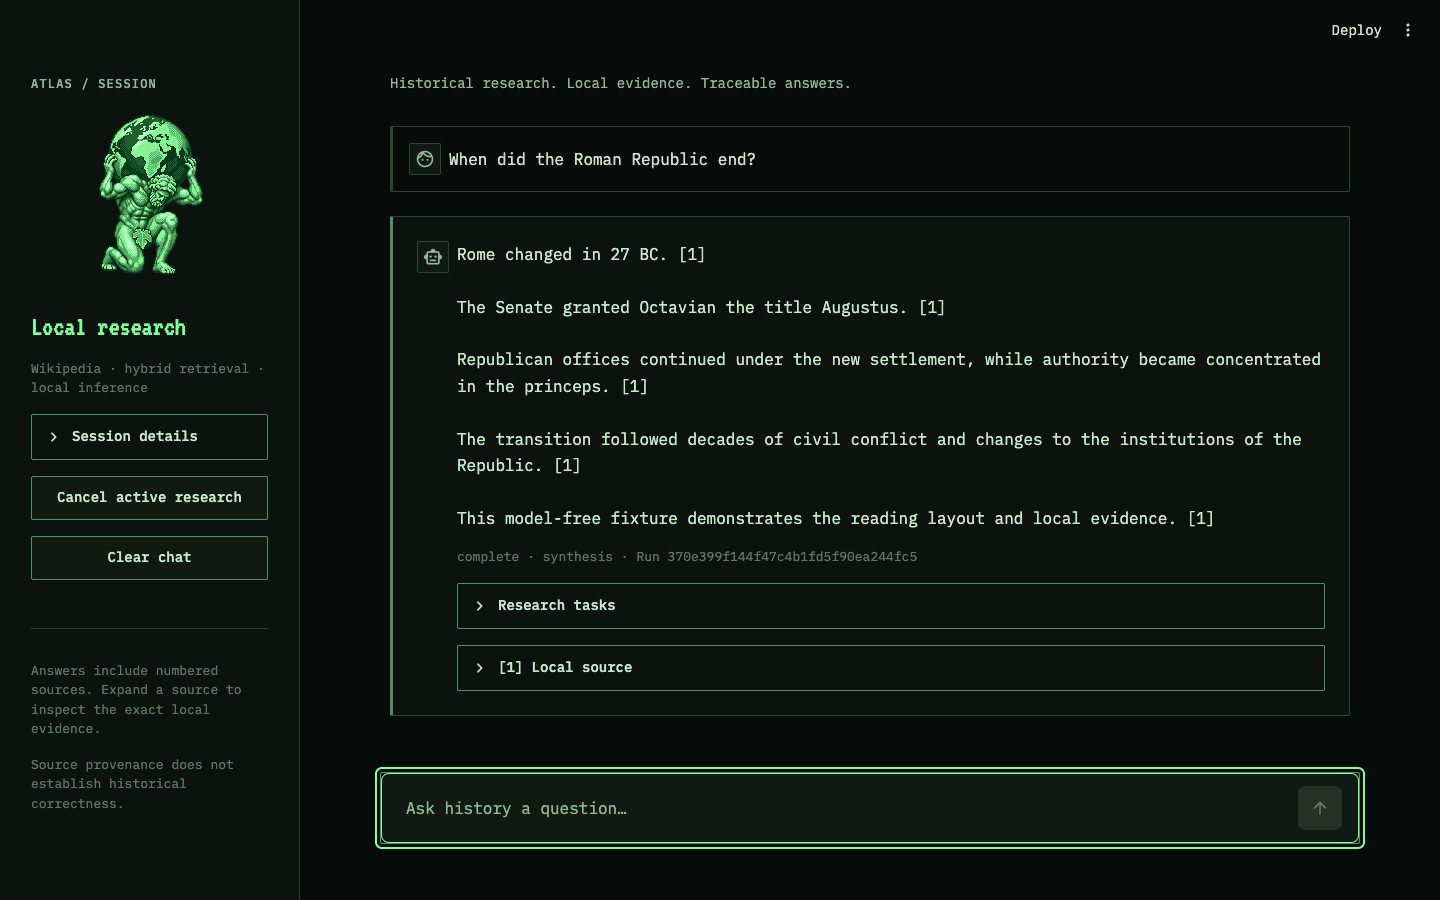 Deploy
ATLAS / SESSION
Local research
Wikipedia · hybrid retrieval ·
local inference
Session details
Cancel active research
Clear chat
Answers include numbered
sources. Expand a source to
inspect the exact local
evidence.
Source provenance does not
establish historical
correctness.
Historical research. Local evidence. Traceable answers.
When did the Roman Republic end?
Rome changed in 27 BC. [1]
The Senate granted Octavian the title Augustus. [1]
Republican offices continued under the new settlement, while authority became concentrated
in the princeps. [1]
The transition followed decades of civil conflict and changes to the institutions of the
Republic. [1]
This model-free fixture demonstrates the reading layout and local evidence. [1]
complete · synthesis · Run 370e399f144f47c4b1fd5f90ea244fc5
Research tasks
[1] Local source
Ask history a question…